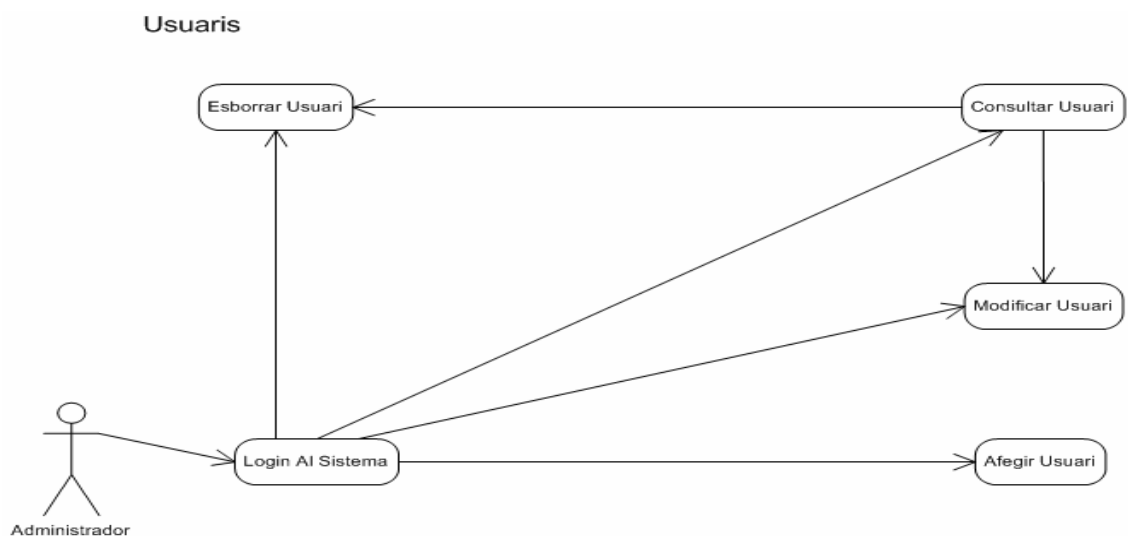 Usuaris
Esborrar Usuari
Consultar Usuari
Modificar Usuari
Login Al Sistema
Afegir Usuari
Administrador